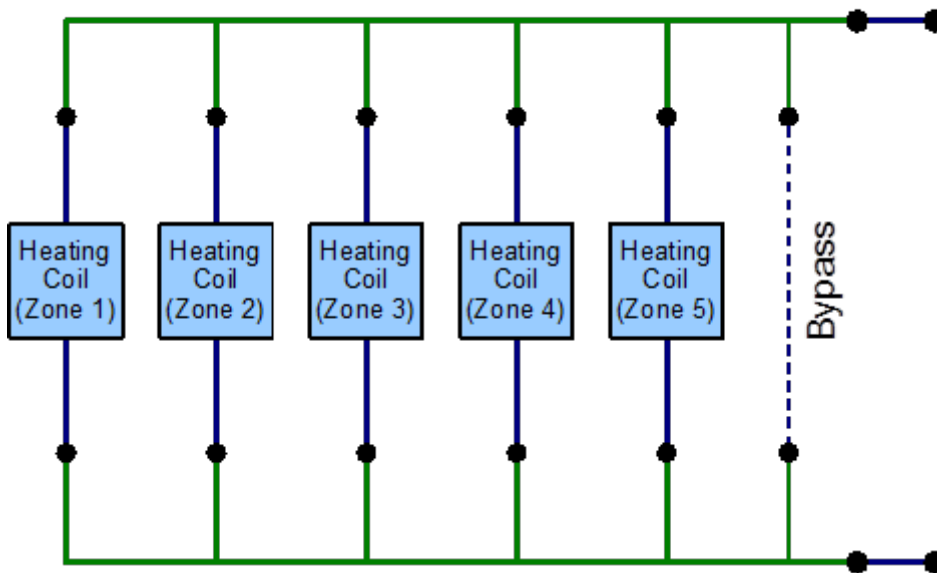 Heating
Coil
(Zone 1)
Heating
Coil
(Zone 2)
Heating
Coil
(Zone 3)
Heating
Coil
(Zone 4)
Heating
Coil
(Zone 5)
Bypass